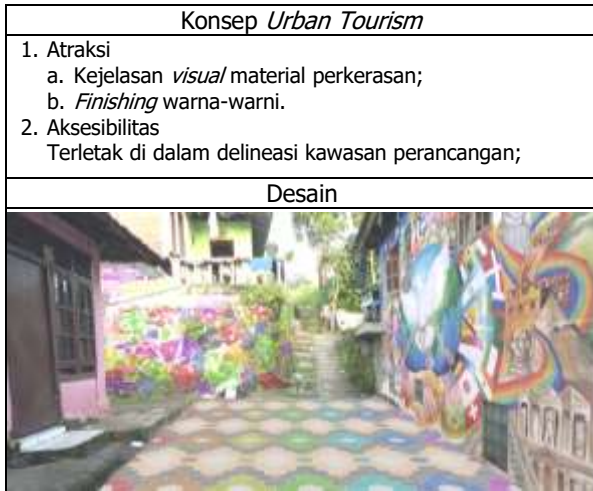 Konsep Urban Tourism
1. Atraksi
a. Kejelasan visual material perkerasan;
b. Finishing warna-warni.
2. Aksesibilitas
Terletak di dalam delineasi kawasan perancangan;
Desain